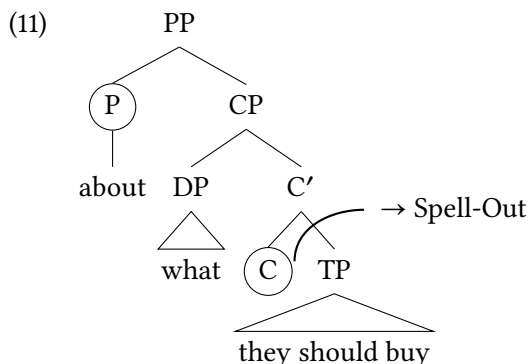 (11) PP
P CP
about DP C′ → Spell-Out
what C TP
they should buy